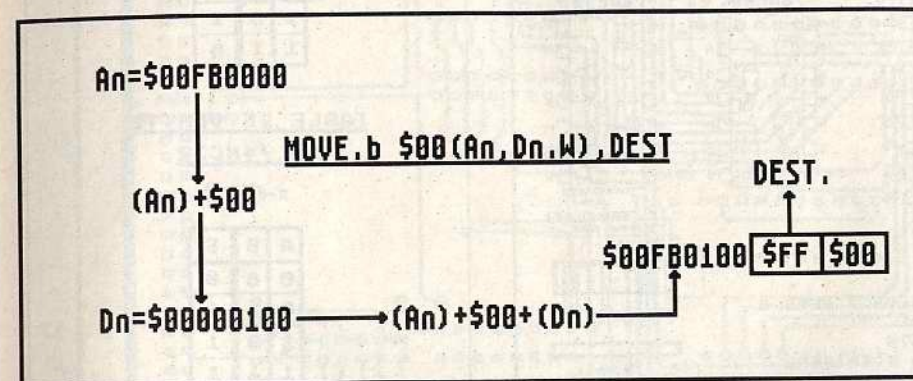 An=$00FB0000
MOVE.b $00(An,Dn.W),DEST
DEST.
(An)+$00
$00FB0100 $FF $00
Dn=$00000100 (An)+$00+(Dn)